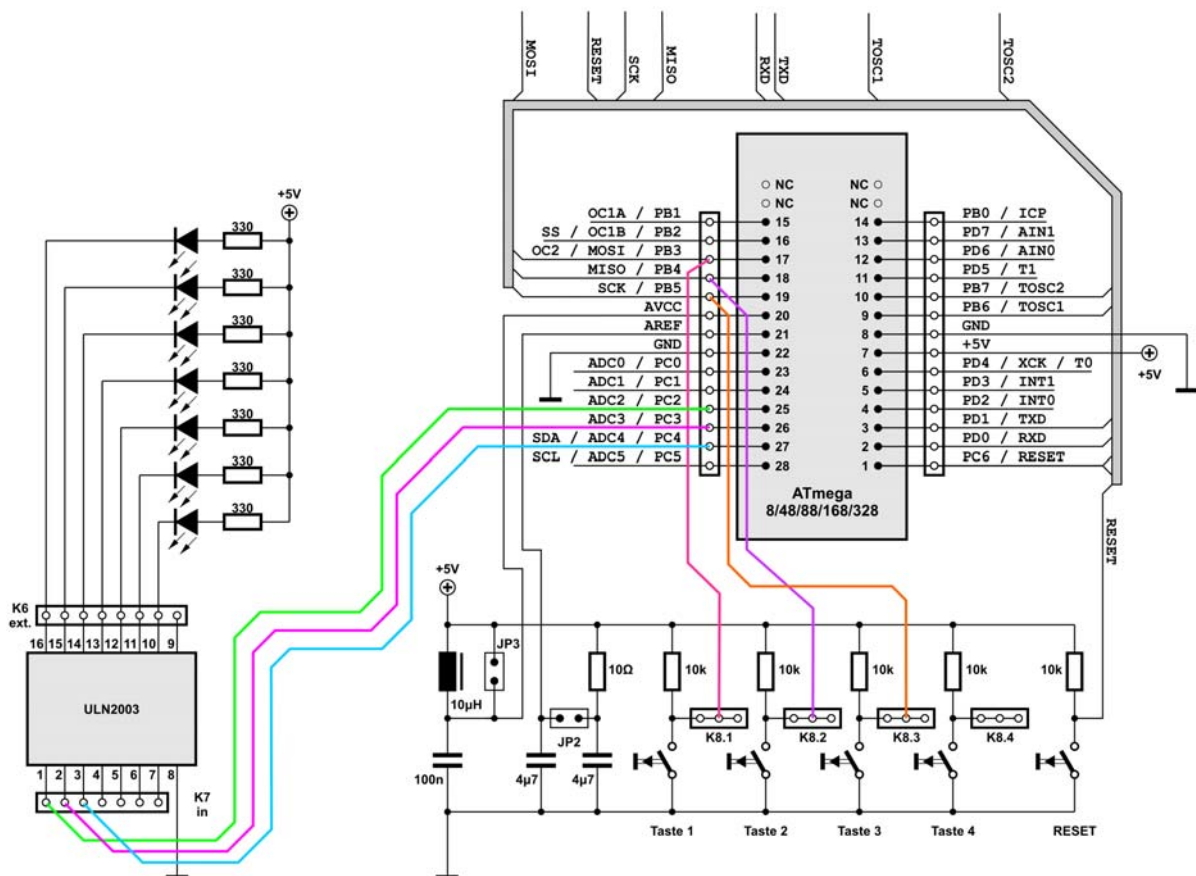 MOSI
RESET
SCK
MISO
RXD
TXD
TOSC1
TOSC2
NC
NC
NC
NC
OC1A / PB1
SS / OC1B / PB2
OC2 / MOSI / PB3
MISO / PB4
SCK / PB5
AVCC
AREF
GND
ADC0 / PC0
ADC1 / PC1
ADC2 / PC2
ADC3 / PC3
SDA / ADC4 / PC4
SCL / ADC5 / PC5
15
16
17
18
19
20
21
22
23
24
25
26
27
28
14
13
12
11
10
9
8
7
6
5
4
3
2
1
PB0 / ICP
PD7 / AIN1
PD6 / AIN0
PD5 / T1
PB7 / TOSC2
PB6 / TOSC1
GND
+5V
PD4 / XCK / T0
PD3 / INT1
PD2 / INT0
PD1 / TXD
PD0 / RXD
PC6 / RESET
+5V
ATmega
8/48/88/168/328
RESET
+5V
330
330
330
330
330
330
330
K6
ext.
16 15 14 13 12 11 10 9
ULN2003
1 2 3 4 5 6 7 8
K7
in
+5V
JP3
10µH
10Ω
10k
10k
10k
10k
10k
JP2
K8.1
K8.2
K8.3
K8.4
100n
4µ7
4µ7
Taste 1
Taste 2
Taste 3
Taste 4
RESET